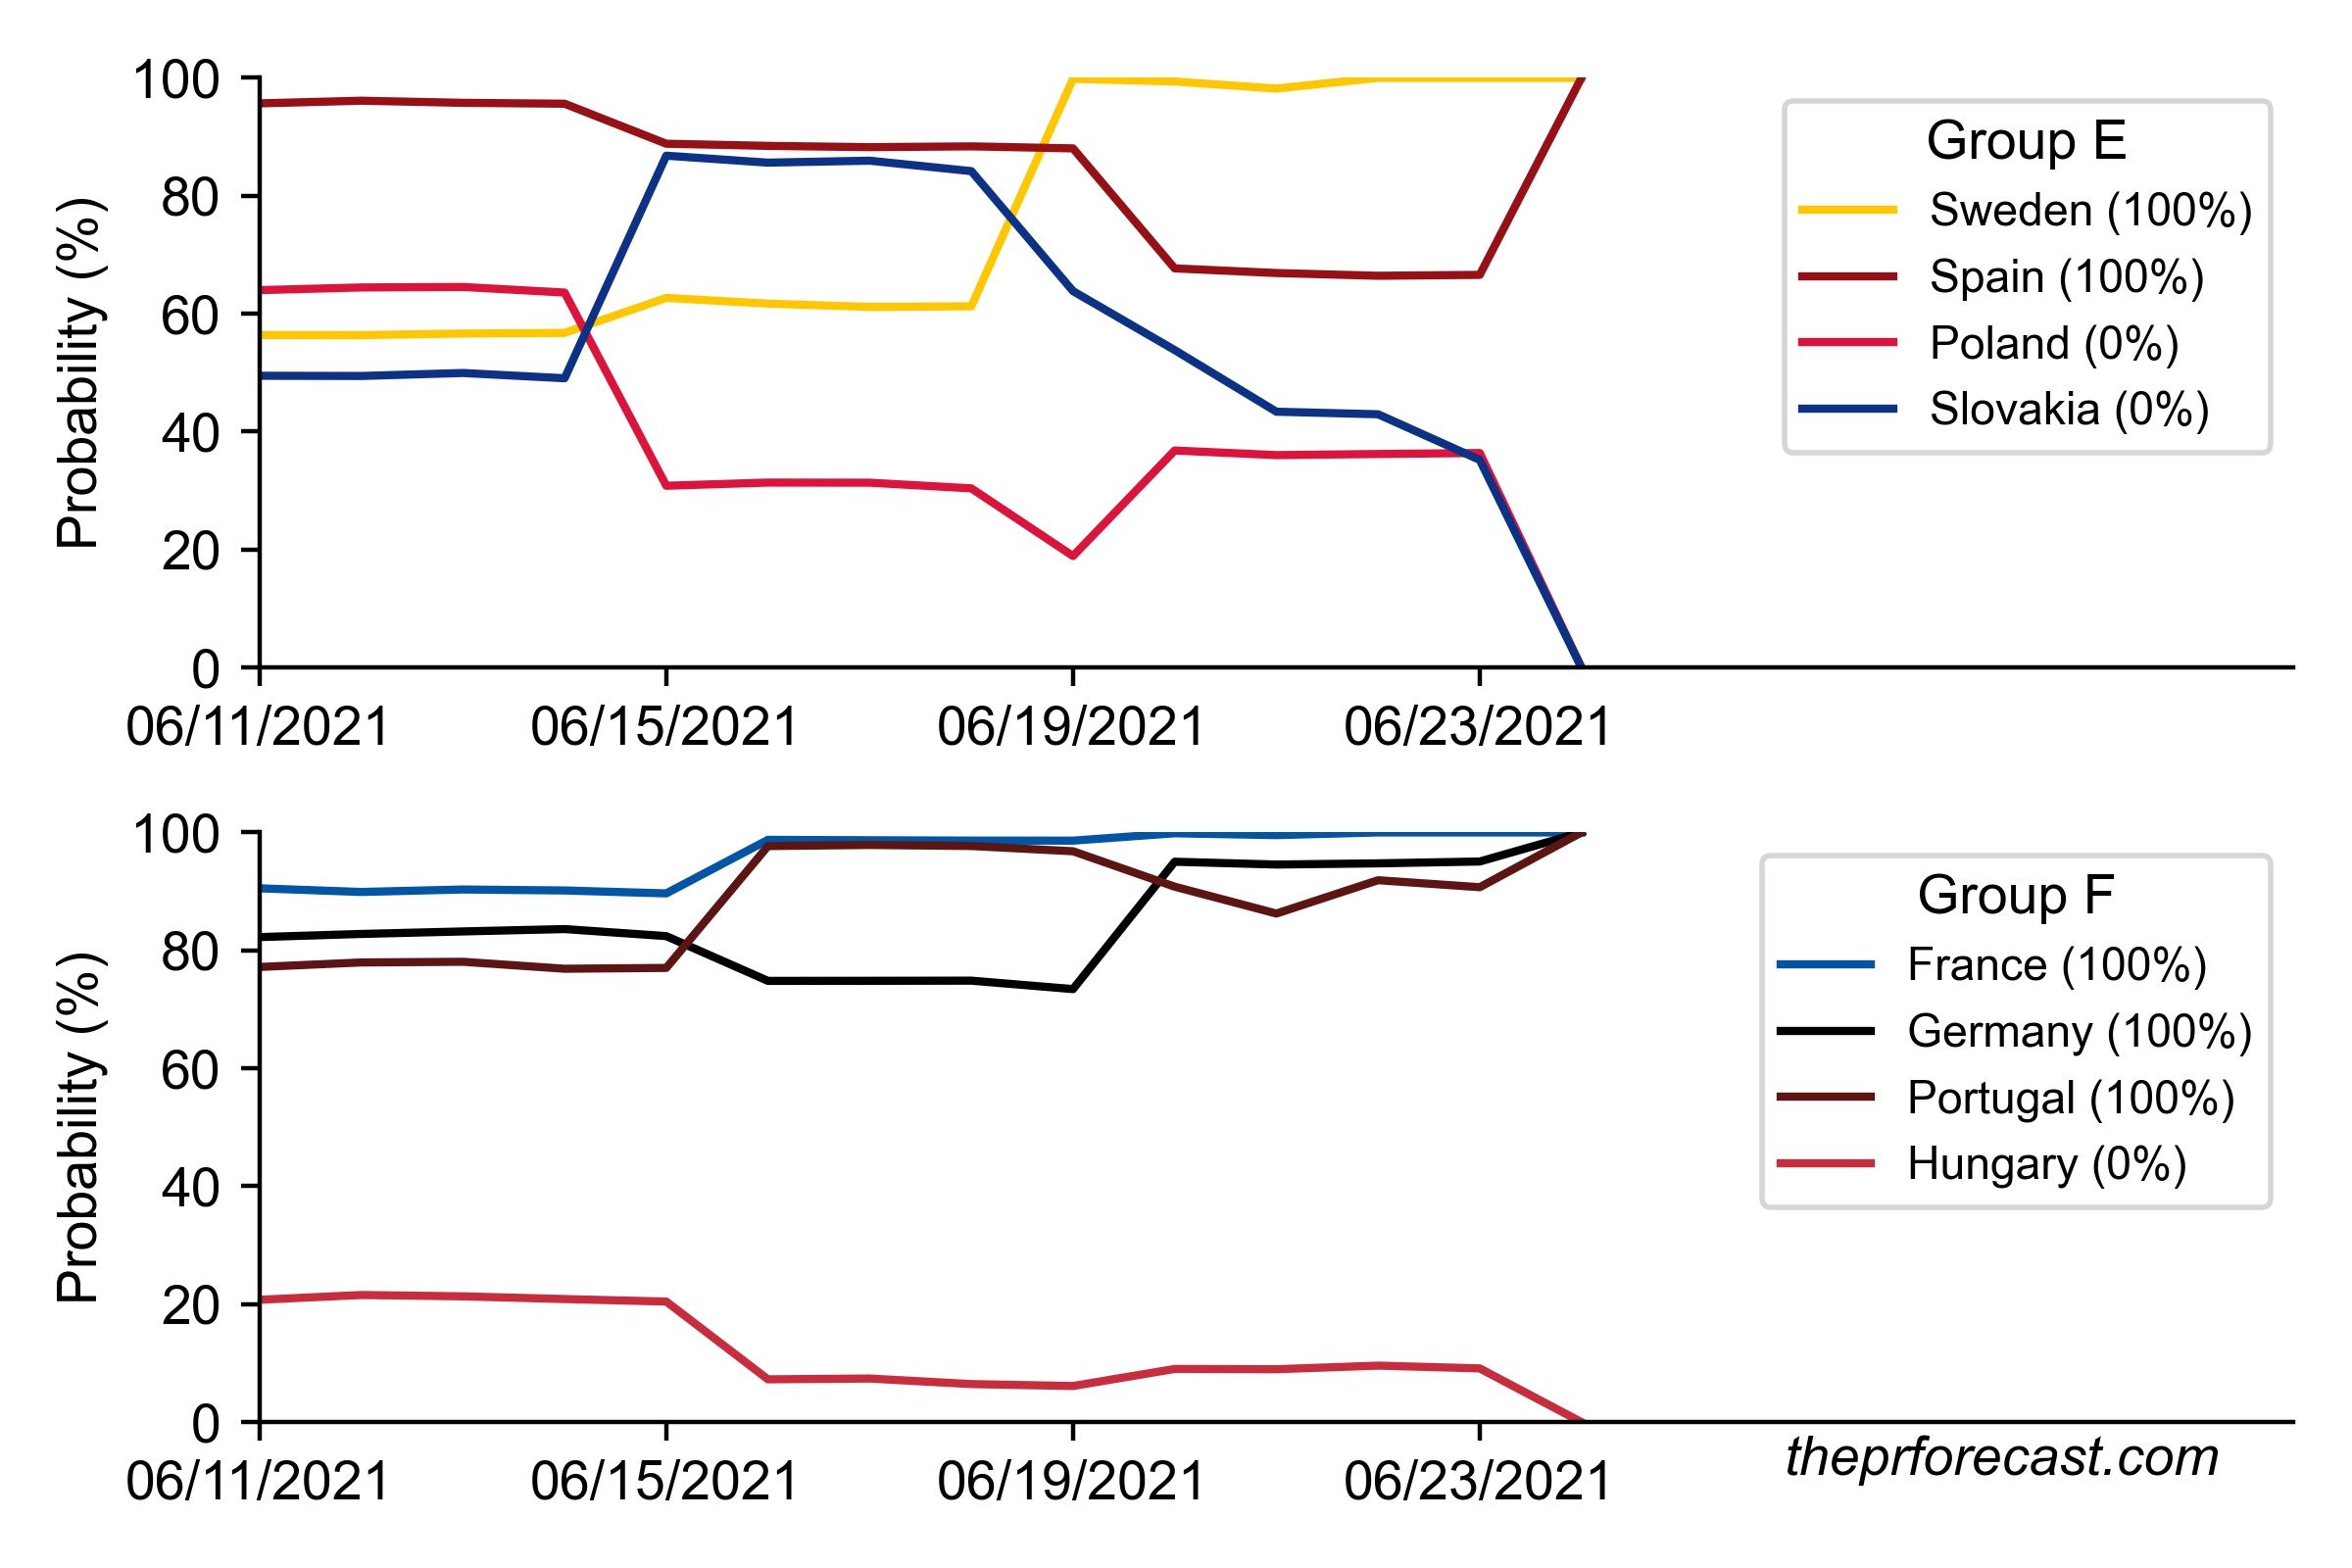 100
80
60
40
20
0
Probability (%)
06/11/2021 06/15/2021 06/19/2021 06/23/2021
Group E
Sweden (100%)
Spain (100%)
Poland (0%)
Slovakia (0%)
100
80
60
40
20
0
Probability (%)
06/11/2021 06/15/2021 06/19/2021 06/23/2021
Group F
France (100%)
Germany (100%)
Portugal (100%)
Hungary (0%)
theprforecast.com